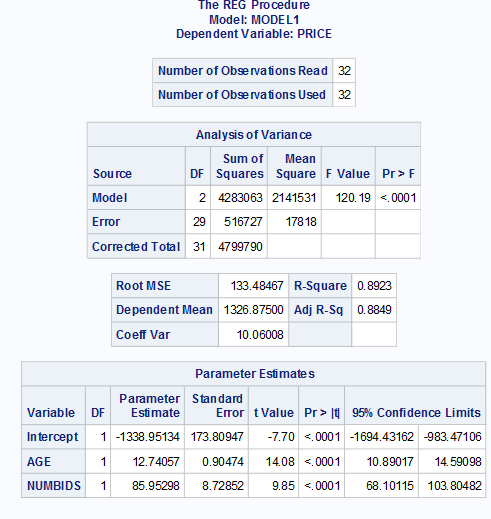 The REG Procedure
Model: MODEL1
Dependent Variable: PRICE
Number of Observations Read 32
Number of Observations Used 32
Analysis of Variance
Source DF Sum of Squares Mean Square F Value Pr > F
Model 2 4283063 2141531 120.19 <.0001
Error 29 516727 17818
Corrected Total 31 4799790
Root MSE 133.48467 R-Square 0.8923
Dependent Mean 1326.87500 Adj R-Sq 0.8849
Coeff Var 10.06008
Parameter Estimates
Variable DF Parameter Estimate Standard Error t Value Pr > |t| 95% Confidence Limits
Intercept 1 -1338.95134 173.80947 -7.70 <.0001 -1694.43162 -983.47106
AGE 1 12.74057 0.90474 14.08 <.0001 10.89017 14.59098
NUMBIDS 1 85.95298 8.72852 9.85 <.0001 68.10115 103.80482